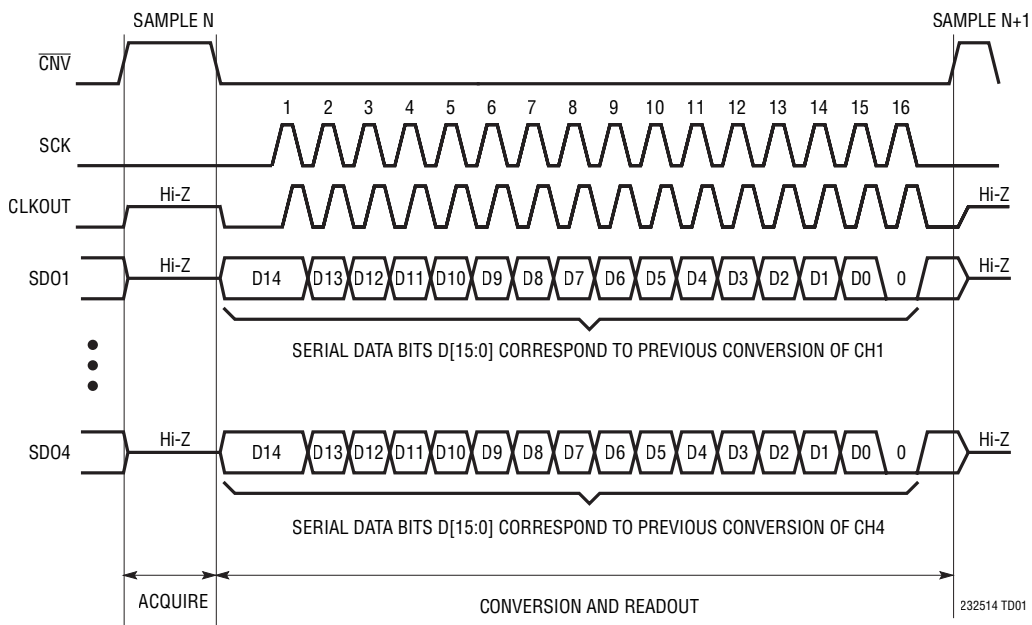 SAMPLE N SAMPLE N+1
CNV
1 2 3 4 5 6 7 8 9 10 11 12 13 14 15 16
SCK
CLKOUT Hi-Z Hi-Z
SDO1 Hi-Z D14 D13 D12 D11 D10 D9 D8 D7 D6 D5 D4 D3 D2 D1 D0 0 Hi-Z
SERIAL DATA BITS D[15:0] CORRESPOND TO PREVIOUS CONVERSION OF CH1
SDO4 Hi-Z D14 D13 D12 D11 D10 D9 D8 D7 D6 D5 D4 D3 D2 D1 D0 0 Hi-Z
SERIAL DATA BITS D[15:0] CORRESPOND TO PREVIOUS CONVERSION OF CH4
ACQUIRE CONVERSION AND READOUT 232514 TD01